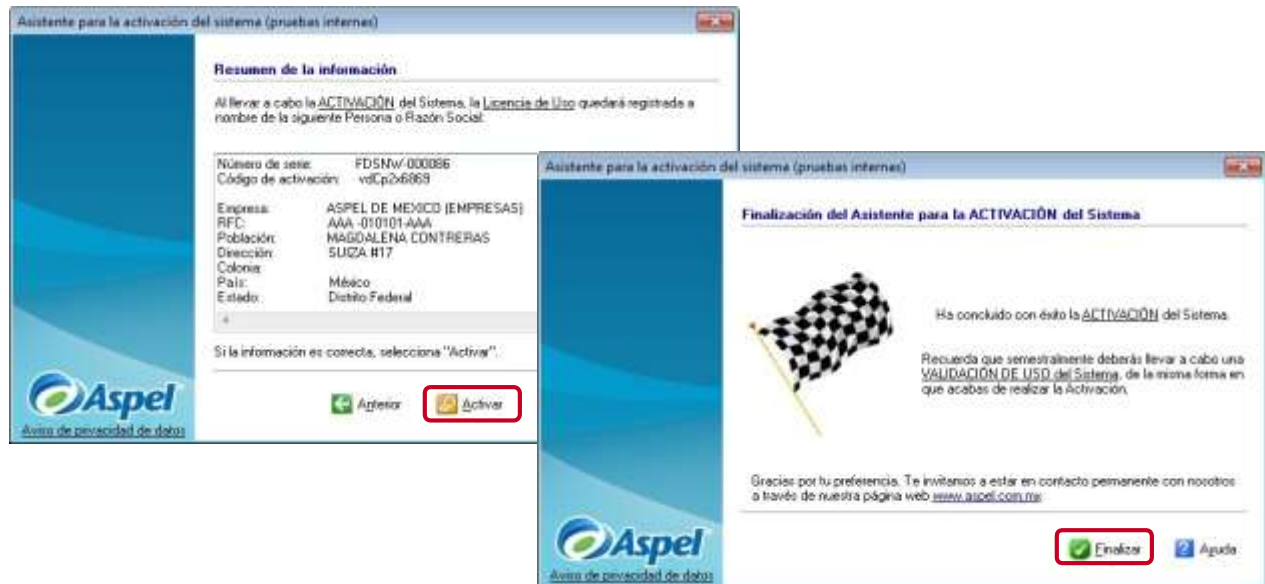 Asistente para la activación del sistema (pruebas internas)
Resumen de la información
Al llevar a cabo la ACTIVACIÓN del Sistema, la Licencia de Uso quedará registrada a
nombre de la siguiente Persona o Razón Social:
Número de serie: FDSNW-000086
Código de activación: vdCp2x6869
Empresa: ASPEL DE MEXICO (EMPRESAS)
RFC: AAA -010101-AAA
Población: MAGDALENA CONTRERAS
Dirección: SUIZA #17
Colonia:
País: México
Estado: Distrito Federal
Si la información es correcta, selecciona "Activar".
Anterior
Activar
Aspel
Aviso de privacidad de datos
Asistente para la activación del sistema (pruebas internas)
Finalización del Asistente para la ACTIVACIÓN del Sistema
Ha concluido con éxito la ACTIVACIÓN del Sistema.
Recuerda que semestralmente deberás llevar a cabo una
VALIDACIÓN DE USO del Sistema, de la misma forma en
que acabas de realizar la Activación.
Gracias por tu preferencia. Te invitamos a estar en contacto permanente con nosotros
a través de nuestra página web www.aspel.com.mx
Finalizar
Ayuda
Aspel
Aviso de privacidad de datos